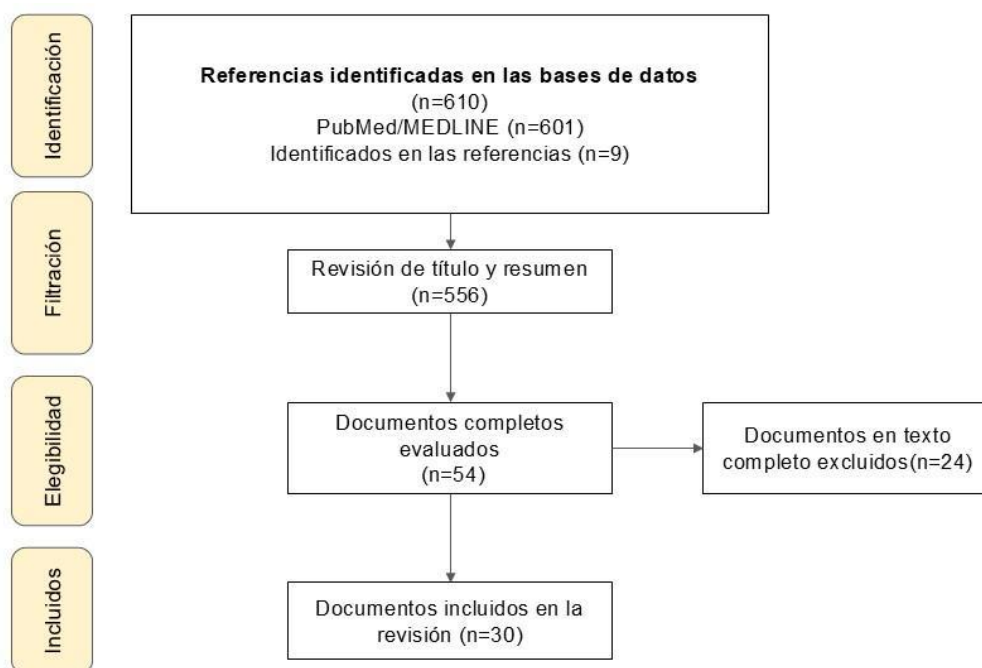 Identificación
Referencias identificadas en las bases de datos
(n=610)
PubMed/MEDLINE (n=601)
Identificados en las referencias (n=9)
Filtración
Revisión de título y resumen
(n=556)
Elegibilidad
Documentos completos
evaluados
(n=54)
Documentos en texto
completo excluidos(n=24)
Incluidos
Documentos incluidos en la
revisión (n=30)